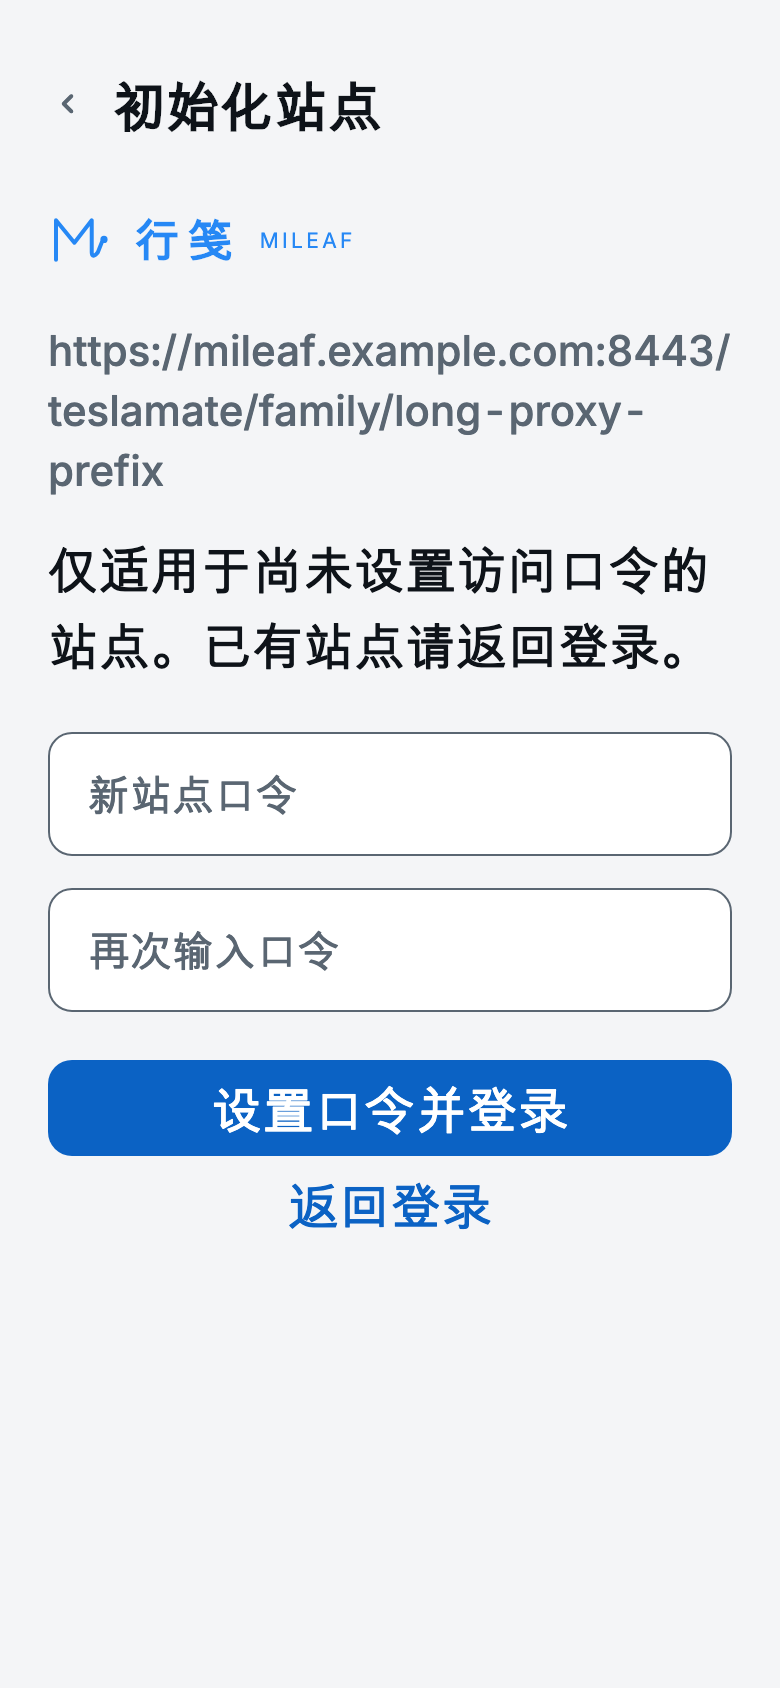 初始化站点
行笺 MILEAF
https://mileaf.example.com:8443/
teslamate/family/long-proxy-
prefix
仅适用于尚未设置访问口令的
站点。已有站点请返回登录。
新站点口令
再次输入口令
设置口令并登录
返回登录